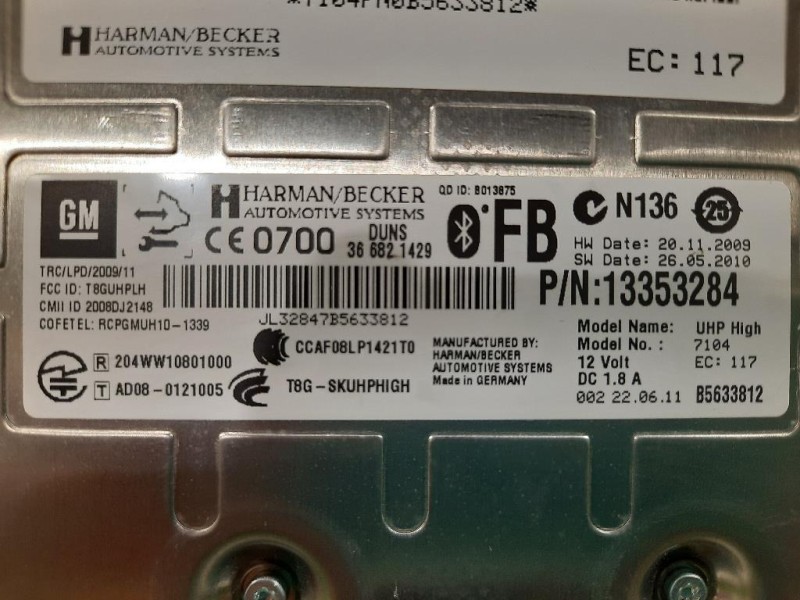 *7104PN0B5633812*
HARMAN/BECKER
AUTOMOTIVE SYSTEMS
EC: 117
GM
HARMAN/BECKER
AUTOMOTIVE SYSTEMS
QD ID: B013875
CE 0700
DUNS
36 682 1429
FB
N136
25
HW Date: 20.11.2009
SW Date: 26.05.2010
TRC/LPD/2009/11
FCC ID: T8GUHPLH
CMII ID 2008DJ2148
COFETEL: RCPGMUH10-1339
JL32847B5633812
P/N:13353284
R 204WW10801000
T AD08-0121005
CCAF08LP1421T0
T8G-SKUHPHIGH
MANUFACTURED BY:
HARMAN/BECKER
AUTOMOTIVE SYSTEMS
Made in GERMANY
Model Name: UHP High
Model No.: 7104
12 Volt EC: 117
DC 1.8 A
002 22.06.11 B5633812